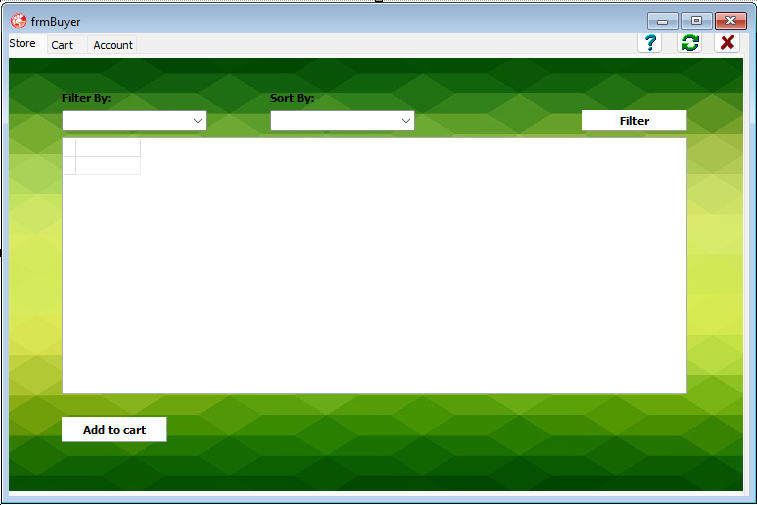 frmBuyer
Store Cart Account ?
Filter By: Sort By:
Filter
Add to cart